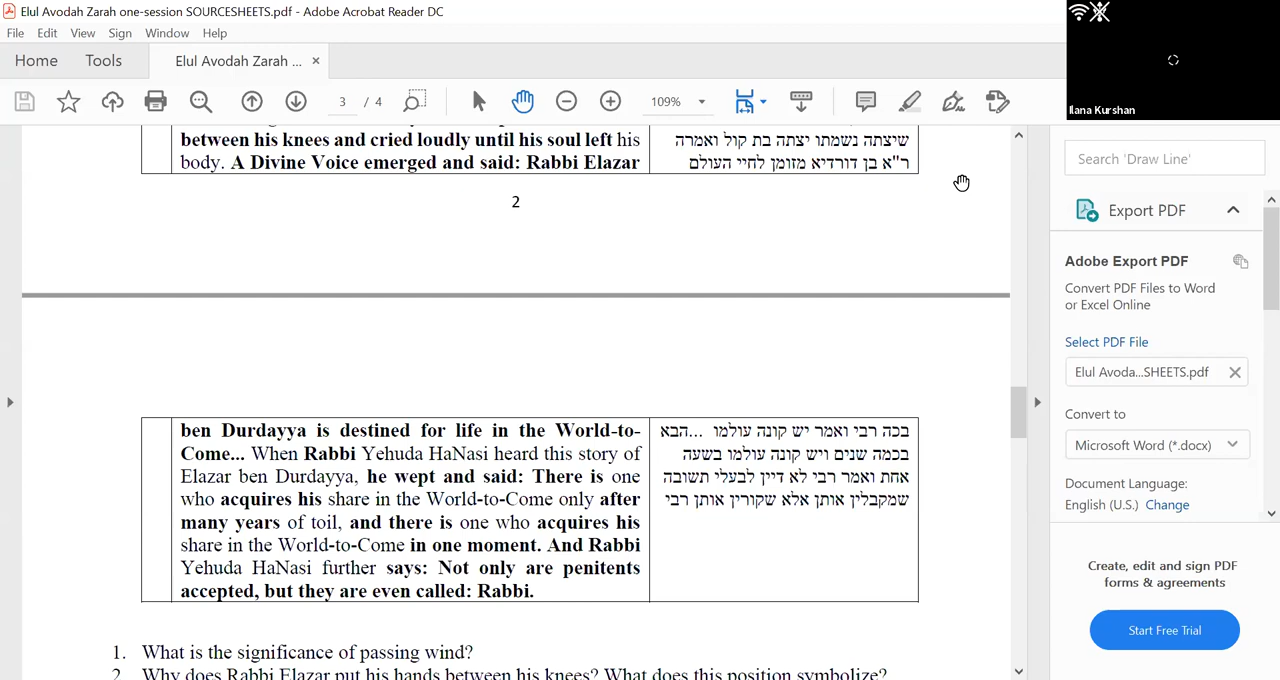 Elul Avodah Zarah one-session SOURCESHEETS.pdf - Adobe Acrobat Reader DC
File Edit View Sign Window Help
Home Tools Elul Avodah Zarah ... ×
3 / 4 109%
Ilana Kurshan
between his knees and cried loudly until his soul left his
body. A Divine Voice emerged and said: Rabbi Elazar
שיצתה נשמתו יצתה בת קול ואמרה
ר"א בן דורדיא מזומן לחיי העולם
2
ben Durdayya is destined for life in the World-to-
Come... When Rabbi Yehuda HaNasi heard this story of
Elazar ben Durdayya, he wept and said: There is one
who acquires his share in the World-to-Come only after
many years of toil, and there is one who acquires his
share in the World-to-Come in one moment. And Rabbi
Yehuda HaNasi further says: Not only are penitents
accepted, but they are even called: Rabbi.
הבא... בכה רבי ואמר יש קונה עולמו
בכמה שנים ויש קונה עולמו בשעה
אחת ואמר רבי לא דיין לבעלי תשובה
שמקבלין אותן אלא שקורין אותן רבי
1. What is the significance of passing wind?
2. Why does Rabbi Elazar put his hands between his knees? What does this position symbolize?
Search 'Draw Line'
Export PDF
Adobe Export PDF
Convert PDF Files to Word
or Excel Online
Select PDF File
Elul Avoda...SHEETS.pdf
Convert to
Microsoft Word (*.docx)
Document Language:
English (U.S.) Change
Create, edit and sign PDF
forms & agreements
Start Free Trial